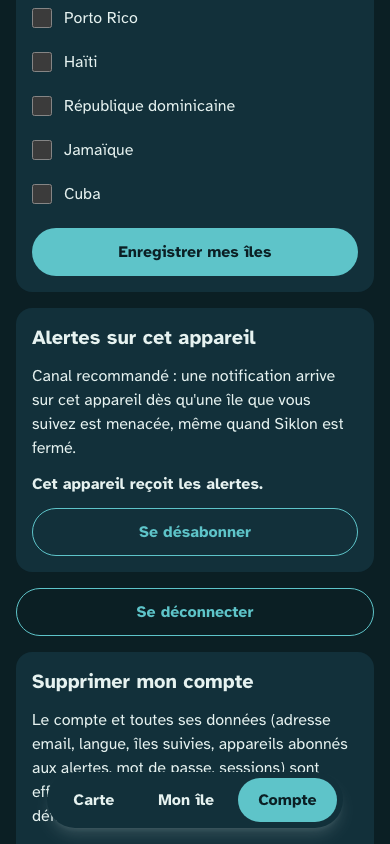 Porto Rico
Haïti
République dominicaine
Jamaïque
Cuba
Enregistrer mes îles
Alertes sur cet appareil
Canal recommandé : une notification arrive
sur cet appareil dès qu'une île que vous
suivez est menacée, même quand Siklon est
fermé.
Cet appareil reçoit les alertes.
Se désabonner
Se déconnecter
Supprimer mon compte
Le compte et toutes ses données (adresse
email, langue, îles suivies, appareils abonnés
aux alertes, mot de passe, sessions) sont
Carte
Mon île
Compte